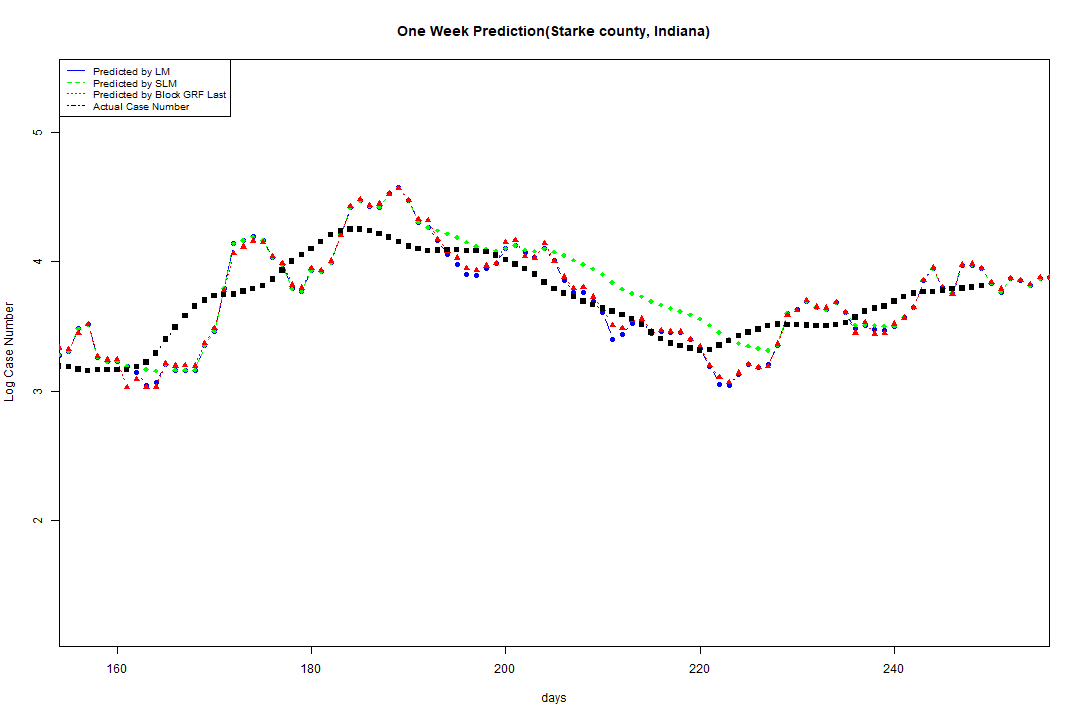 One Week Prediction(Starke county, Indiana)
Predicted by LM
Predicted by SLM
Predicted by Block GRF Last
Actual Case Number
5
4
3
2
Log Case Number
160 180 200 220 240
days